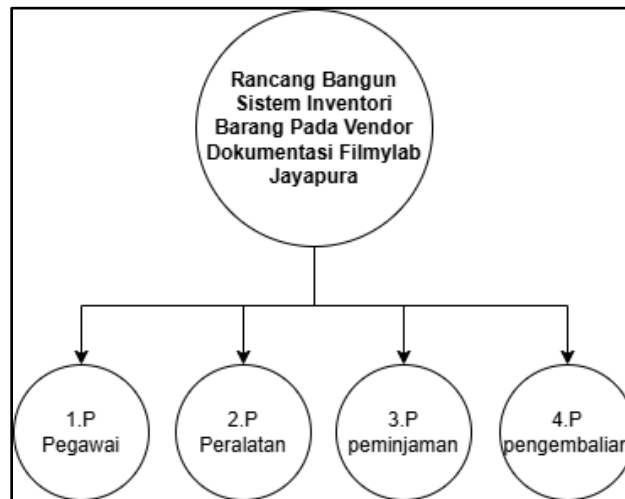 Rancang Bangun
Sistem Inventori
Barang Pada Vendor
Dokumentasi Filmylab
Jayapura
1.P
Pegawai
2.P
Peralatan
3.P
peminjaman
4.P
pengembalian